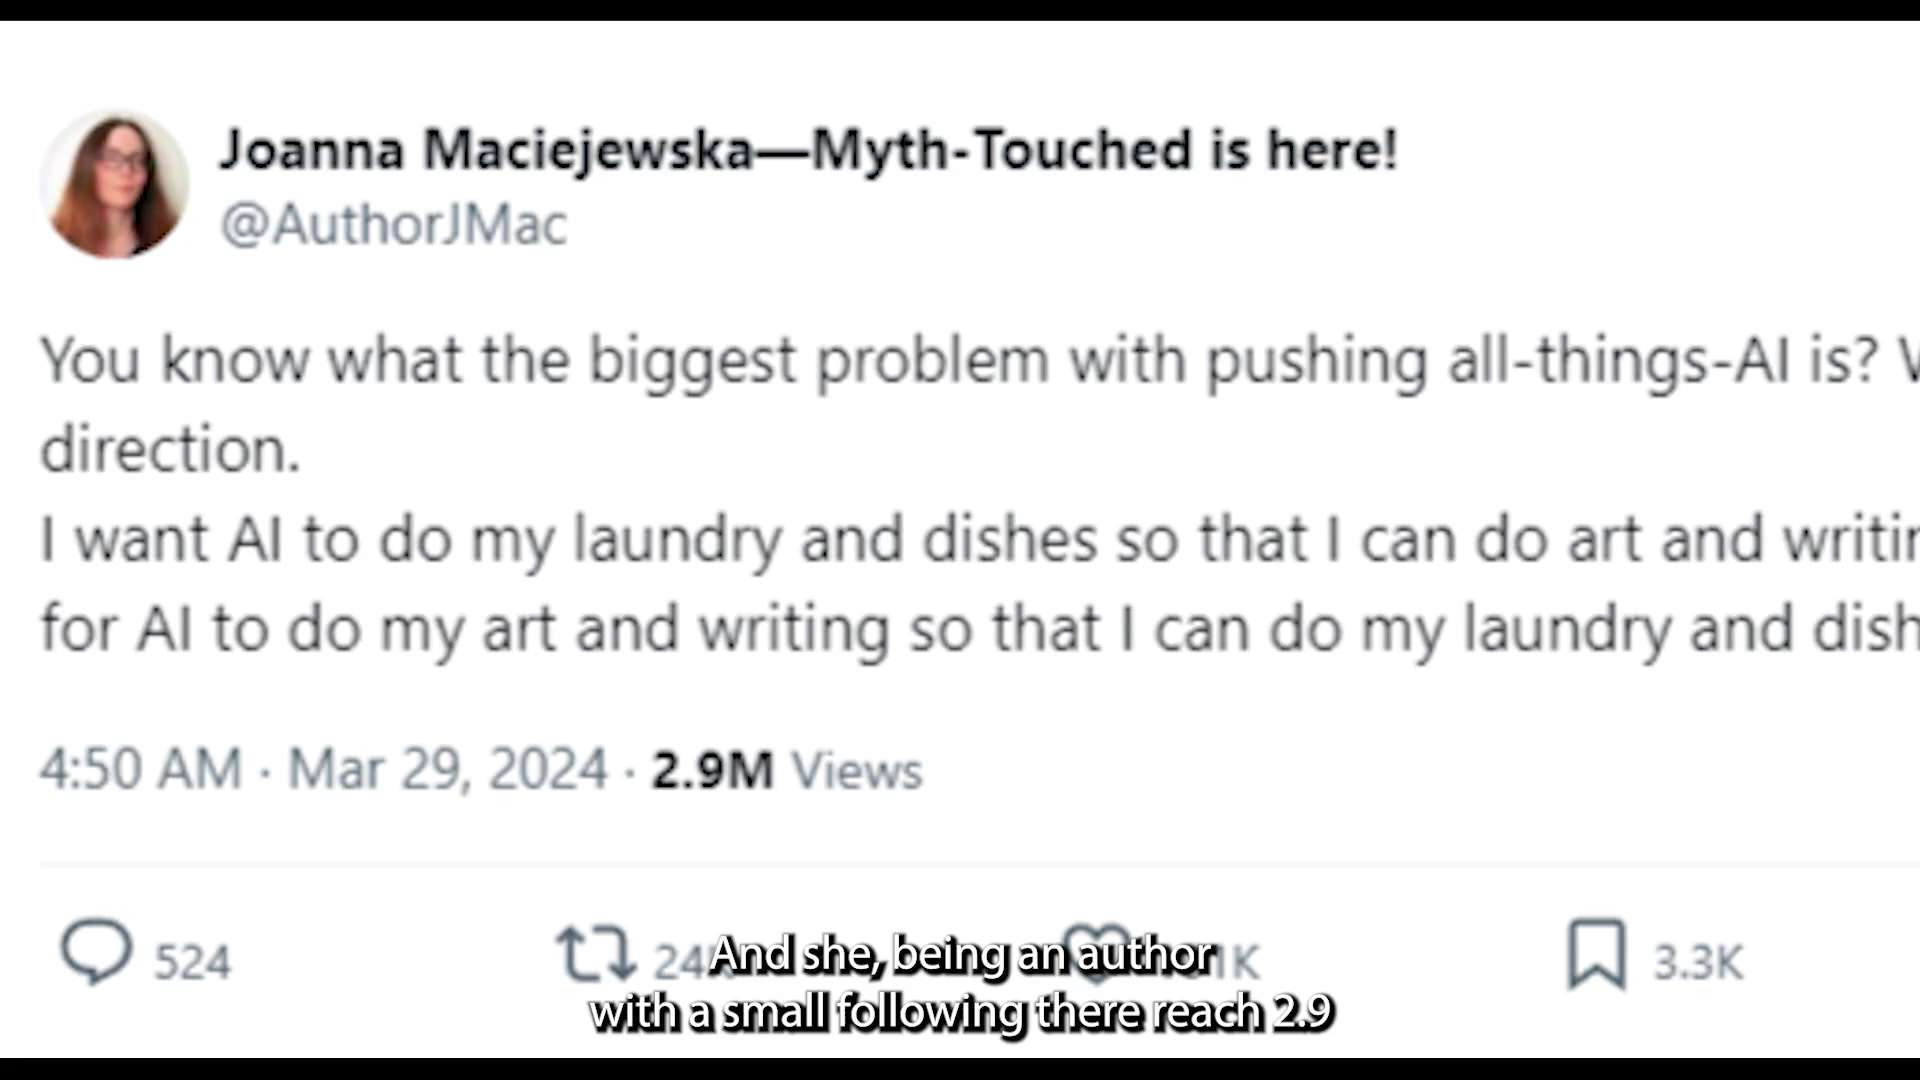 Joanna Maciejewska—Myth-Touched is here!
@AuthorJMac
You know what the biggest problem with pushing all-things-AI is?
direction.
I want AI to do my laundry and dishes so that I can do art and
for AI to do my art and writing so that I can do my laundry and
4:50 AM · Mar 29, 2024 · 2.9M Views
524 3.3K
And she, being an author
with a small following there reach 2.9